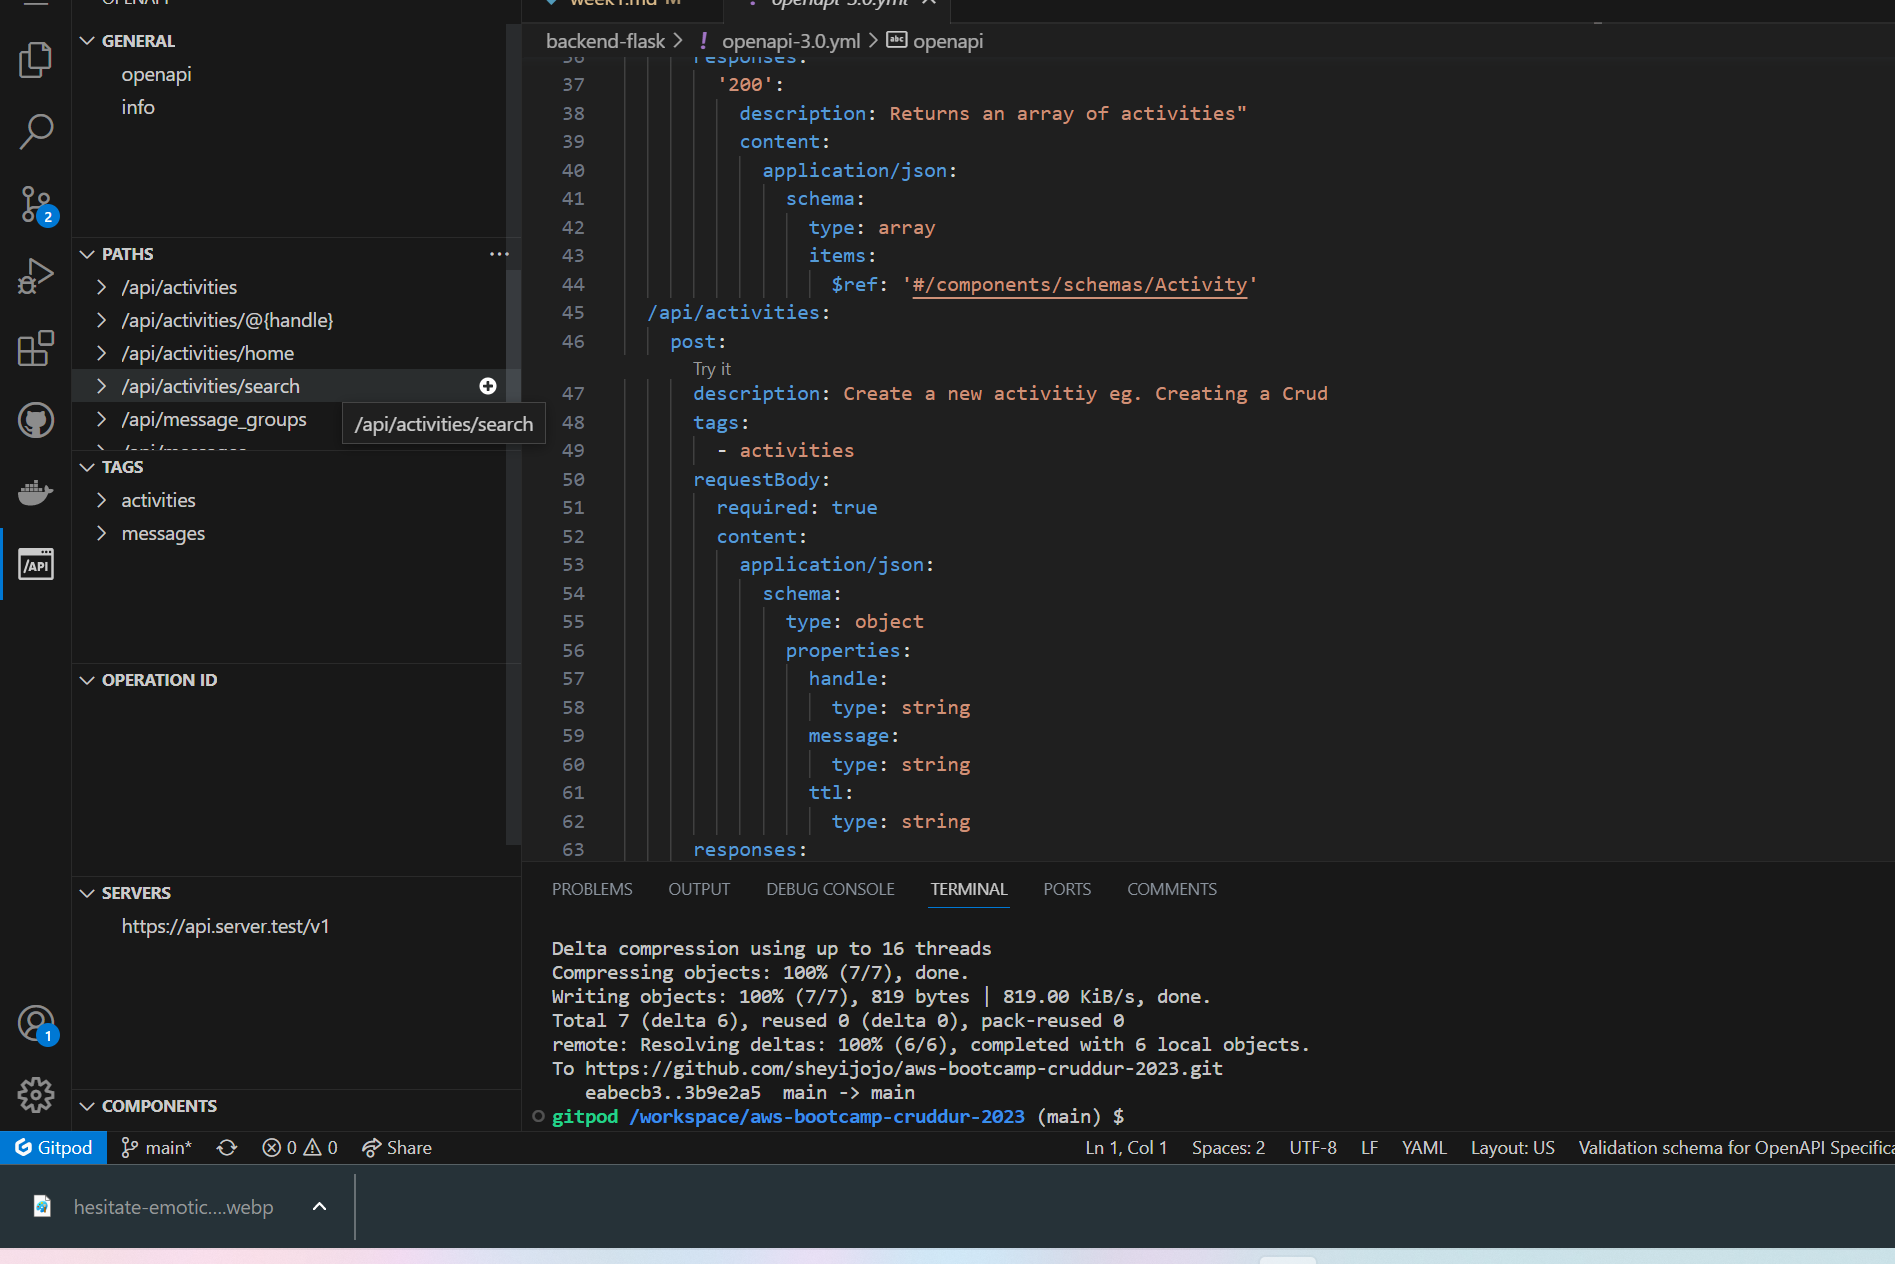 OPENAPI
GENERAL
openapi
info
PATHS
/api/activities
/api/activities/@{handle}
/api/activities/home
/api/activities/search
/api/message_groups
/api/activities/search
/api/messages
TAGS
activities
messages
OPERATION ID
SERVERS
https://api.server.test/v1
COMPONENTS
2
/API
1
week1.md M
! openapi-3.0.yml
backend-flask > ! openapi-3.0.yml > abc openapi
36 responses:
37 '200':
38 description: Returns an array of activities"
39 content:
40 application/json:
41 schema:
42 type: array
43 items:
44 $ref: '#/components/schemas/Activity'
45 /api/activities:
46 post:
Try it
47 description: Create a new activitiy eg. Creating a Crud
48 tags:
49 - activities
50 requestBody:
51 required: true
52 content:
53 application/json:
54 schema:
55 type: object
56 properties:
57 handle:
58 type: string
59 message:
60 type: string
61 ttl:
62 type: string
63 responses:
PROBLEMS OUTPUT DEBUG CONSOLE TERMINAL PORTS COMMENTS
Delta compression using up to 16 threads
Compressing objects: 100% (7/7), done.
Writing objects: 100% (7/7), 819 bytes | 819.00 KiB/s, done.
Total 7 (delta 6), reused 0 (delta 0), pack-reused 0
remote: Resolving deltas: 100% (6/6), completed with 6 local objects.
To https://github.com/sheyijojo/aws-bootcamp-cruddur-2023.git
eabecb3..3b9e2a5  main -> main
gitpod /workspace/aws-bootcamp-cruddur-2023 (main) $
Gitpod main* 0 0 Share Ln 1, Col 1 Spaces: 2 UTF-8 LF YAML Layout: US Validation schema for OpenAPI Specifica
hesitate-emotic....webp